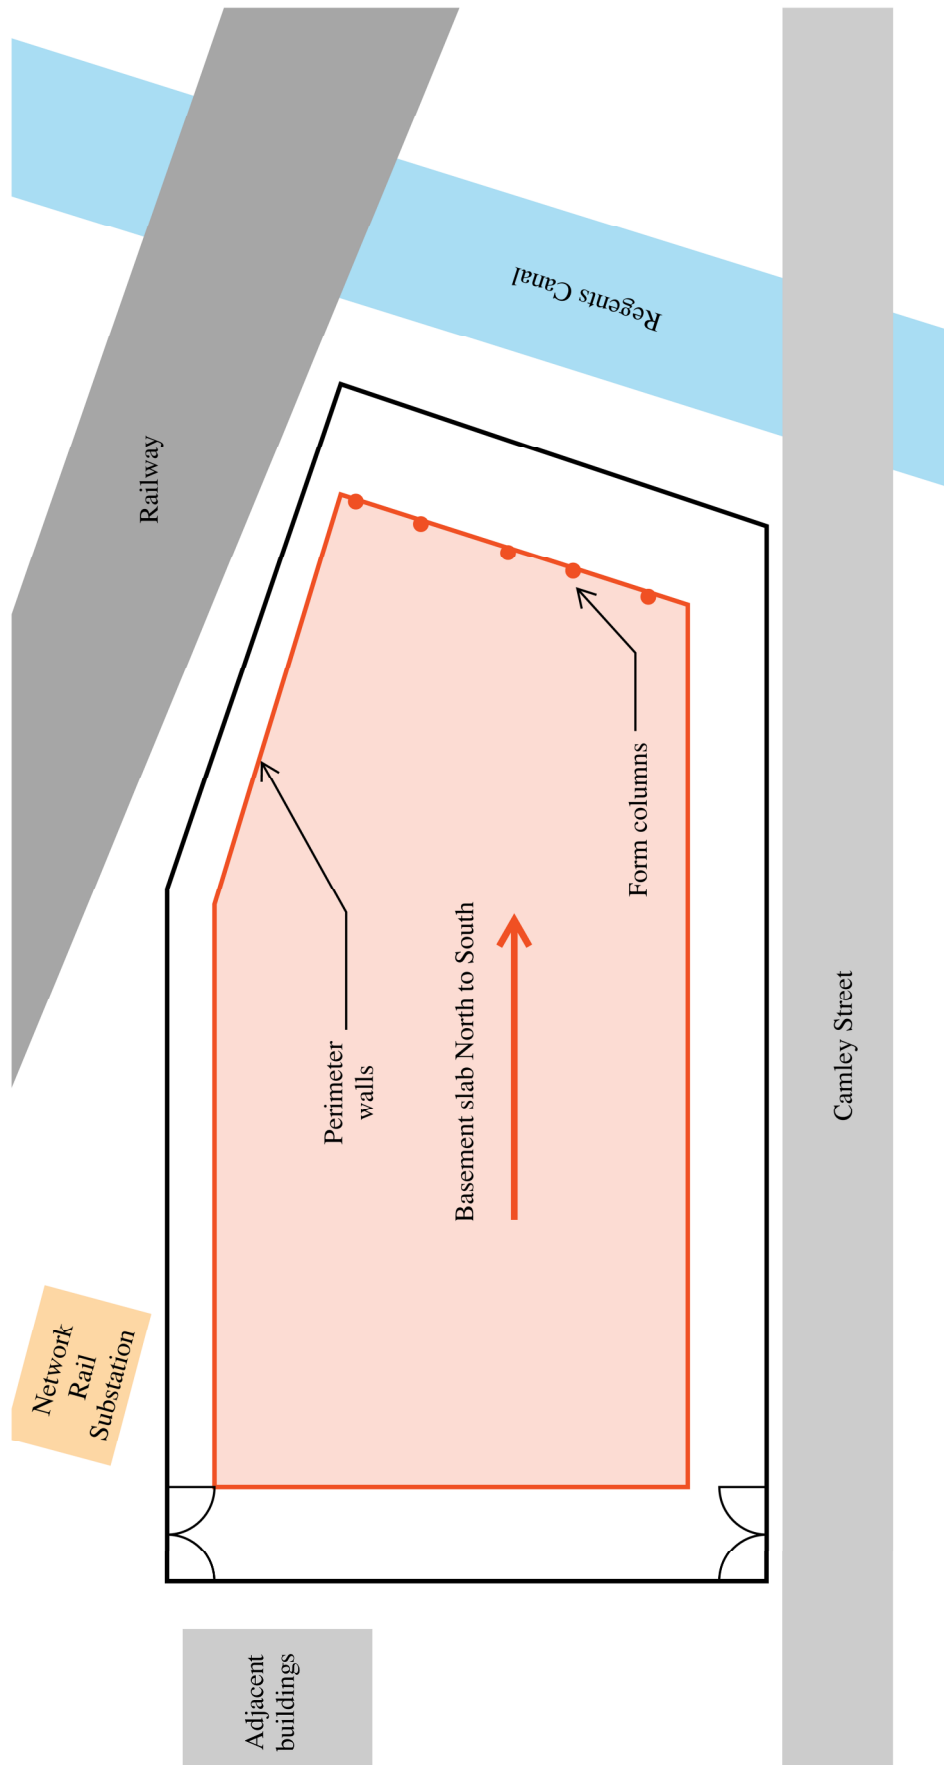 Railway
Regents Canal
Form columns
Perimeter
walls
Basement slab North to South
Camley Street
Network
Rail
Substation
Adjacent
buildings